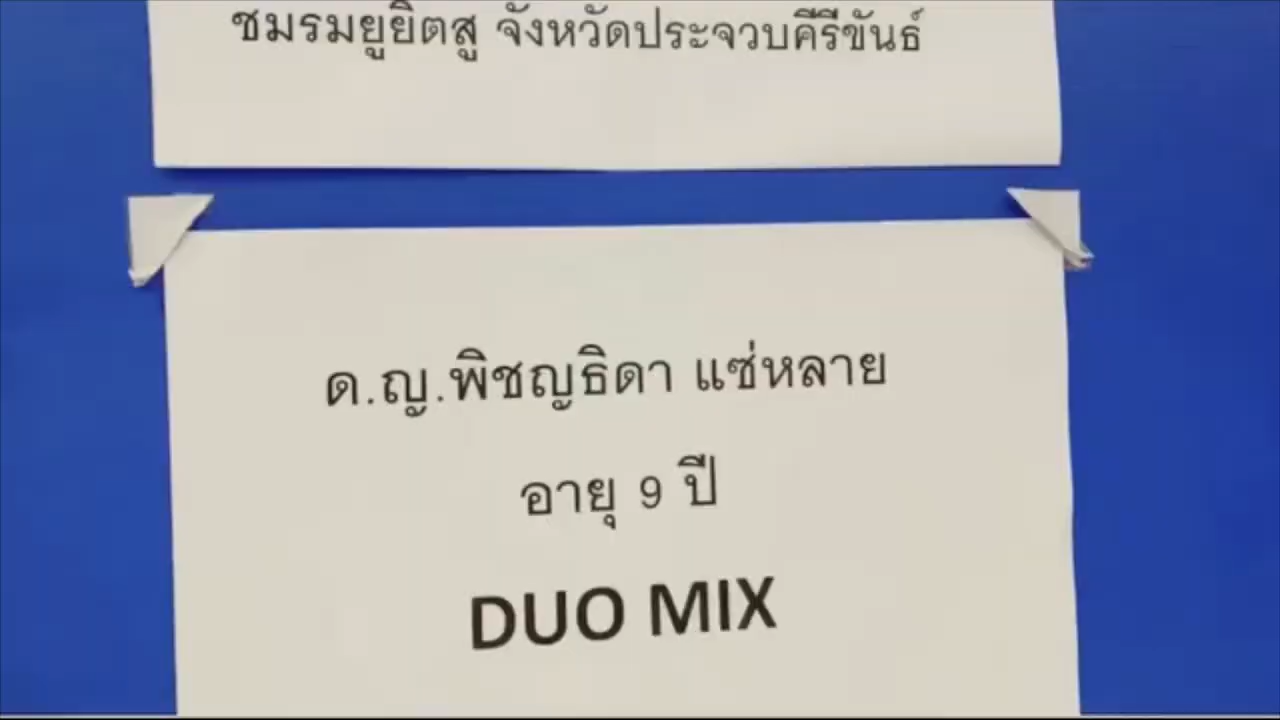 ชมรมยูยิตสู จังหวัดประจวบคีรีขันธ์
ด.ญ.พิชญธิดา แซ่หลาย
อายุ 9 ปี
DUO MIX